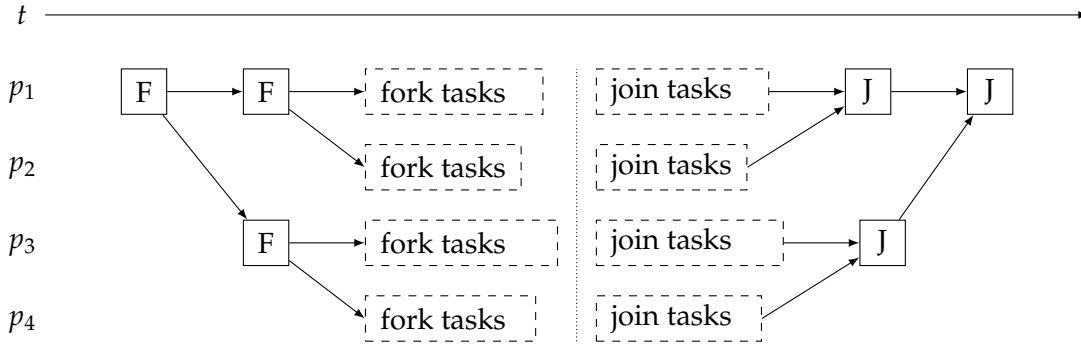 t
p1 F F fork tasks join tasks J J
p2 fork tasks join tasks
p3 F fork tasks join tasks J
p4 fork tasks join tasks